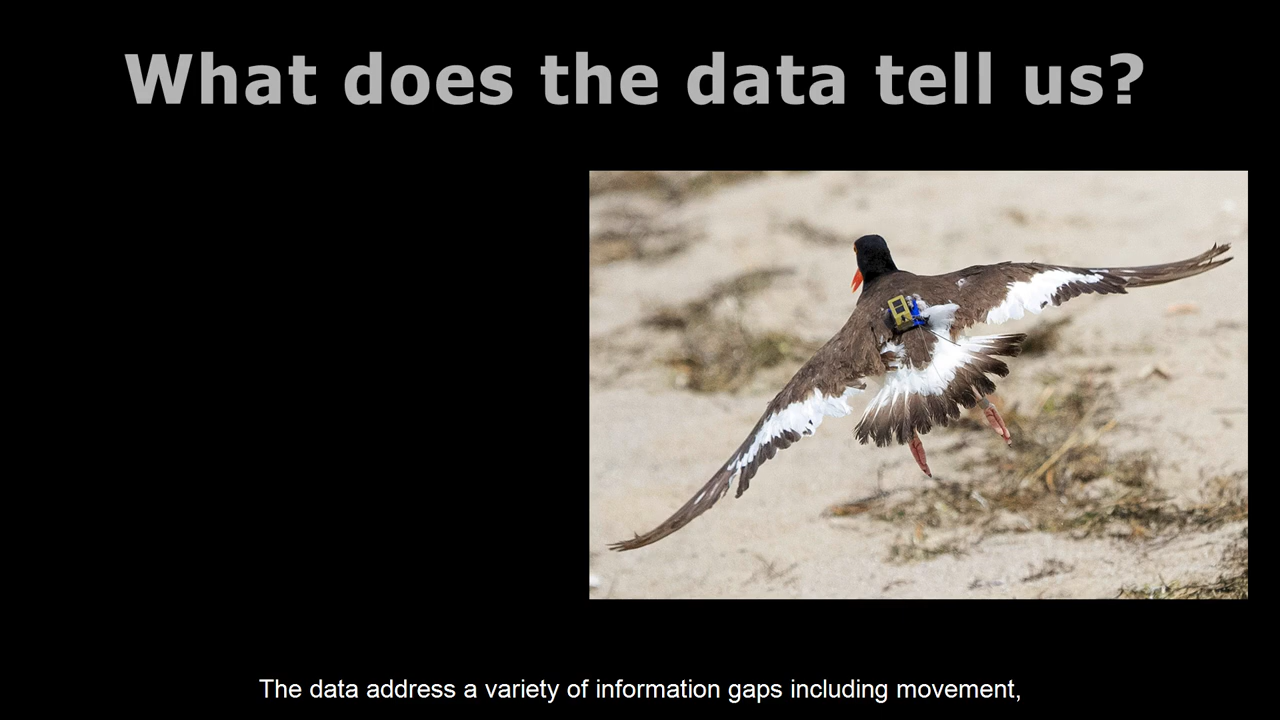 What does the data tell us?
The data address a variety of information gaps including movement,